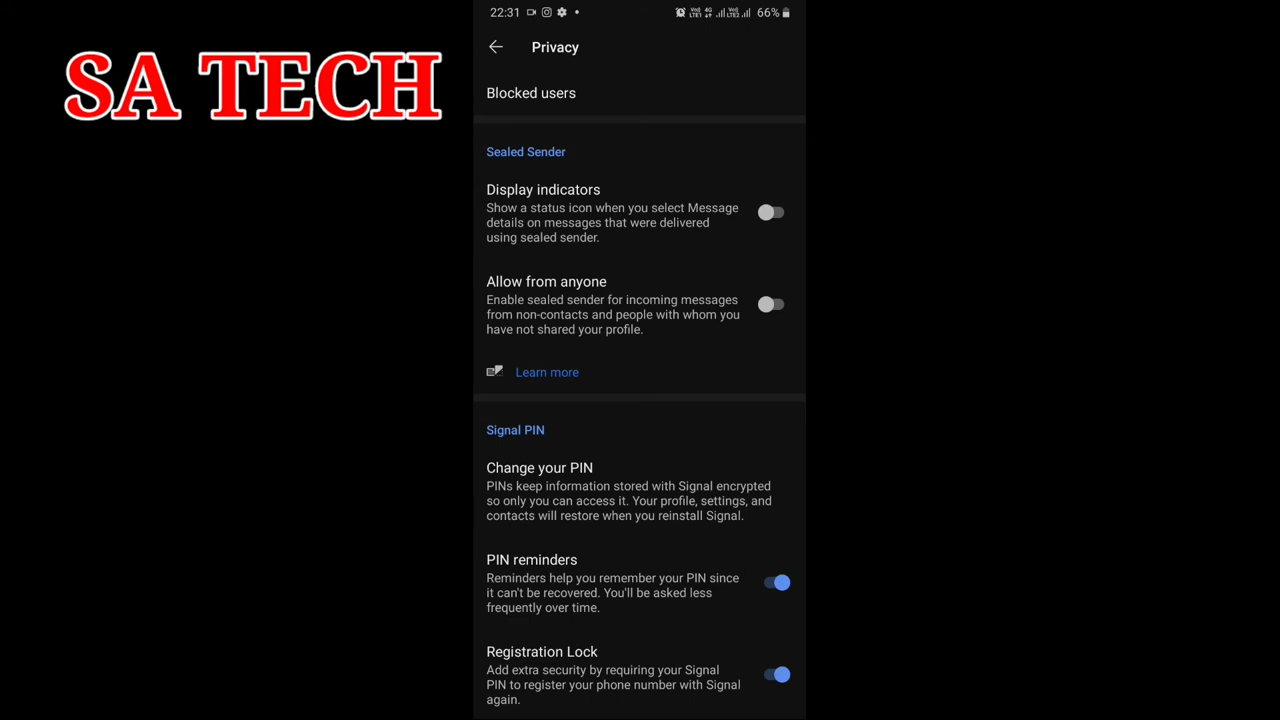 SA TECH
22:31 66%
Privacy
Blocked users
Sealed Sender
Display indicators
Show a status icon when you select Message
details on messages that were delivered
using sealed sender.
Allow from anyone
Enable sealed sender for incoming messages
from non-contacts and people with whom you
have not shared your profile.
Learn more
Signal PIN
Change your PIN
PINs keep information stored with Signal encrypted
so only you can access it. Your profile, settings, and
contacts will restore when you reinstall Signal.
PIN reminders
Reminders help you remember your PIN since
it can't be recovered. You'll be asked less
frequently over time.
Registration Lock
Add extra security by requiring your Signal
PIN to register your phone number with Signal
again.